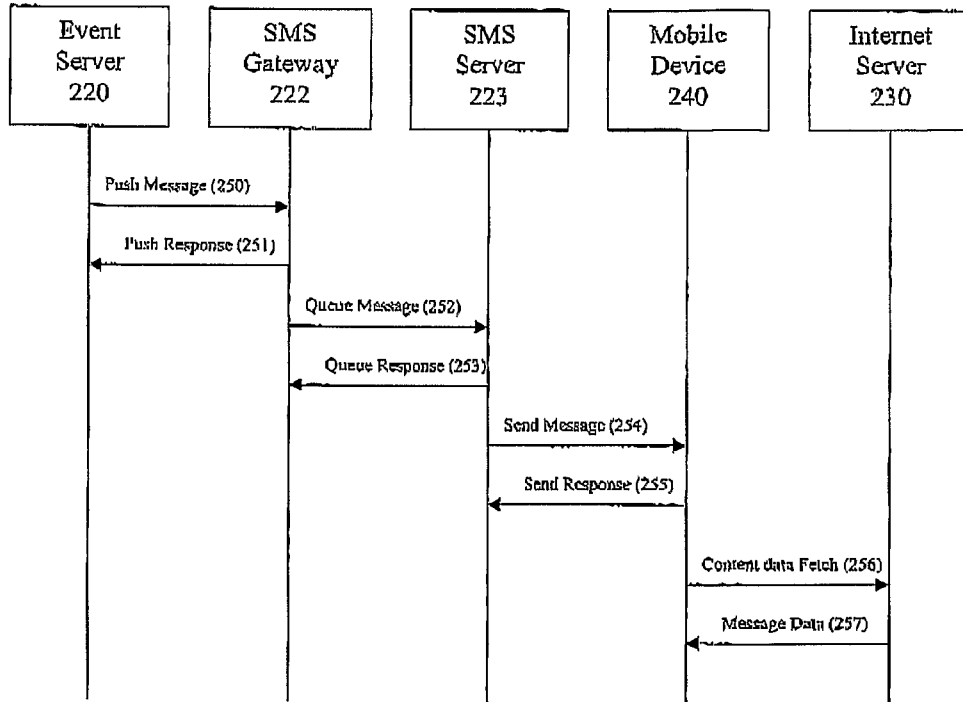 Event
Server
220
SMS
Gateway
222
SMS
Server
223
Mobile
Device
240
Internet
Server
230
Push Message (250)
Push Response (251)
Queue Message (252)
Queue Response (253)
Send Message (254)
Send Response (255)
Content data Fetch (256)
Message Data (257)